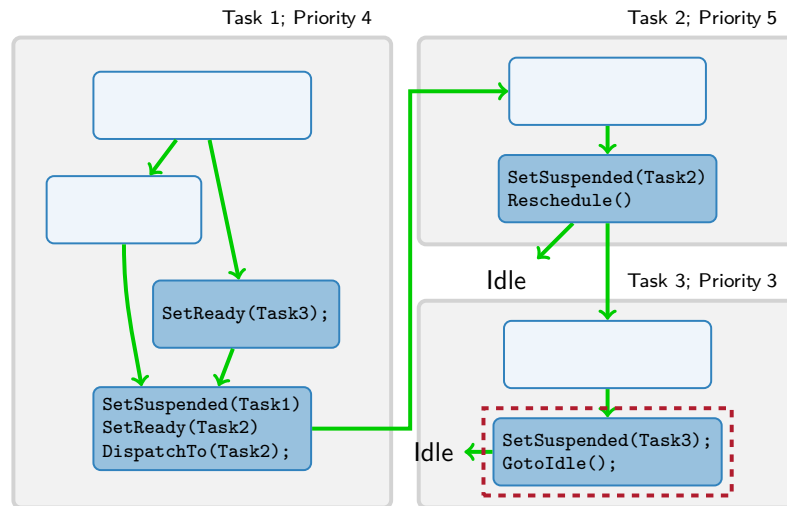 Task 1; Priority 4
SetReady(Task3);
SetSuspended(Task1)
SetReady(Task2)
DispatchTo(Task2);
Task 2; Priority 5
SetSuspended(Task2)
Reschedule()
Idle
Task 3; Priority 3
SetSuspended(Task3);
GotoIdle();
Idle